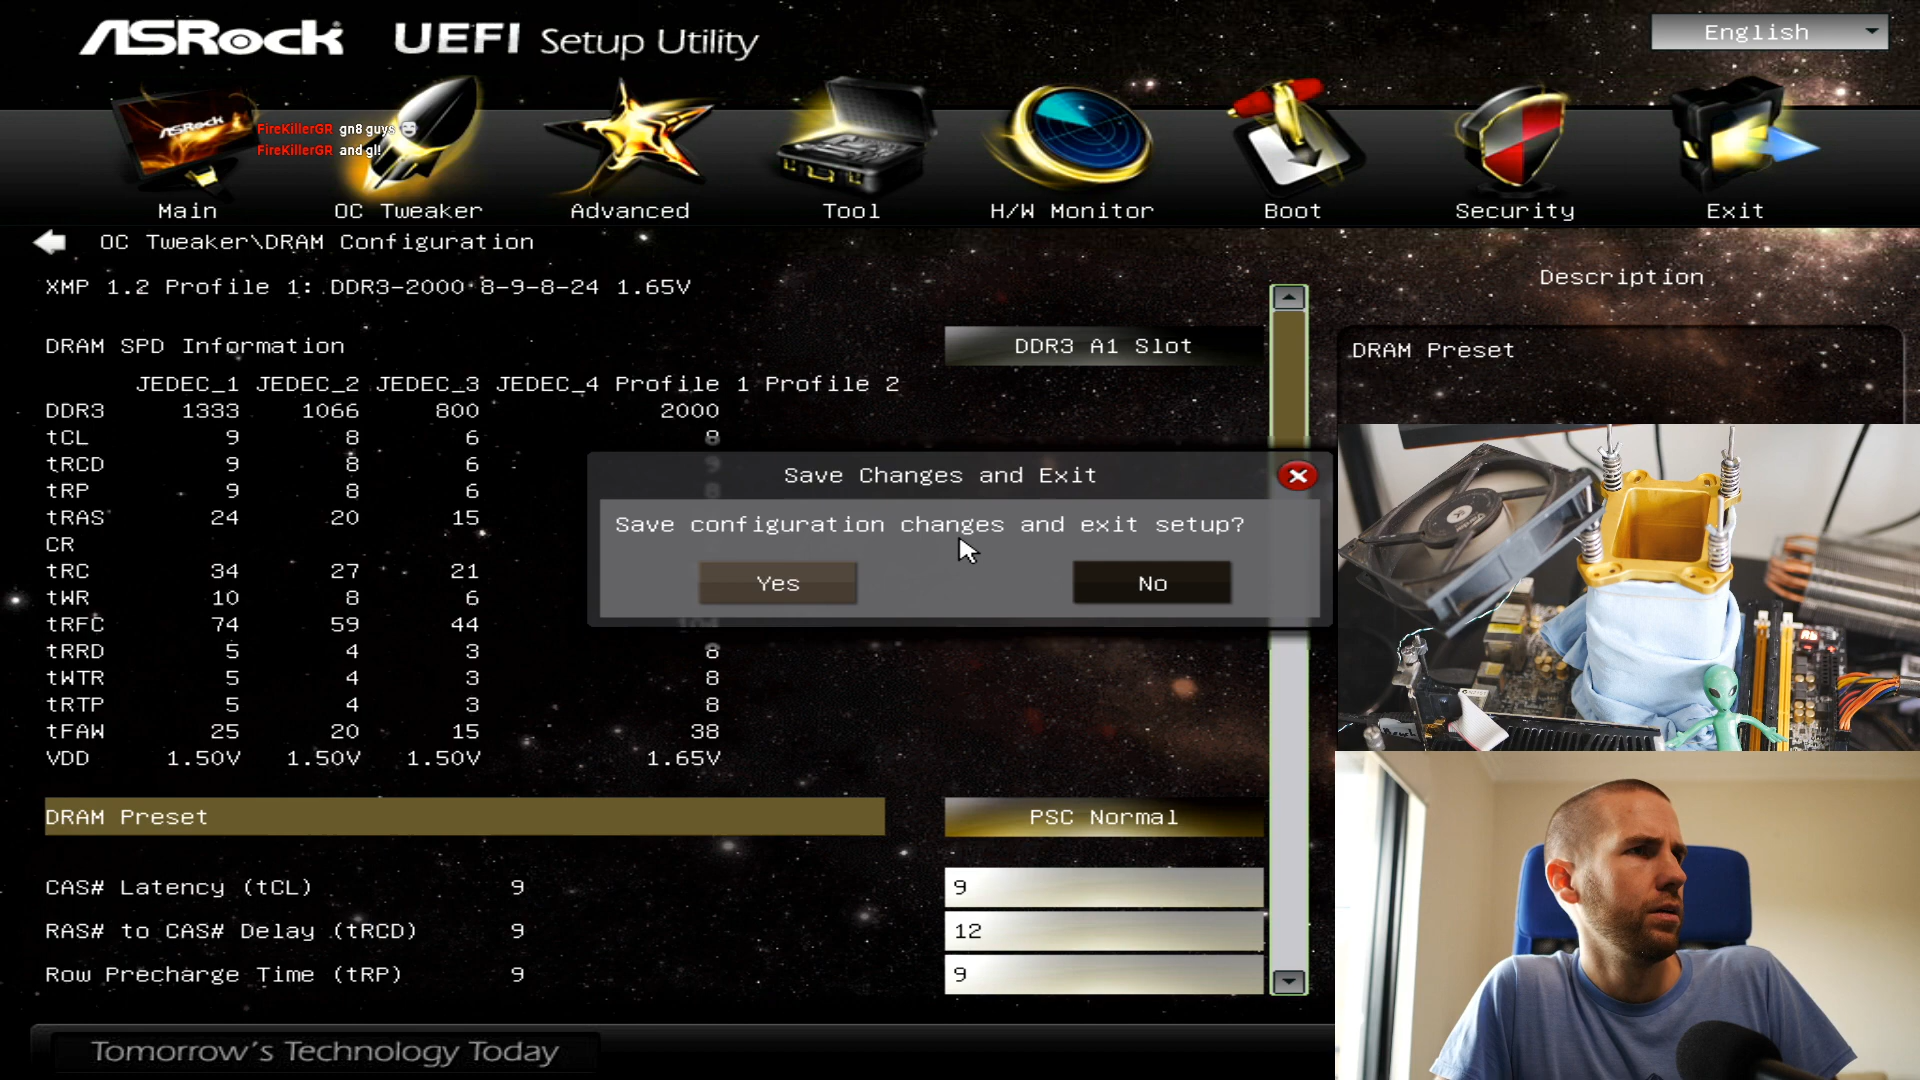 ASRock UEFI Setup Utility
English
ASRock
FireKillerGR gn8 guys
FireKillerGR and gl!
Main OC Tweaker Advanced Tool H/W Monitor Boot Security Exit
OC Tweaker\DRAM Configuration
Description
XMP 1.2 Profile 1: DDR3-2000 8-9-8-24 1.65V
DRAM SPD Information DDR3 A1 Slot
DRAM Preset
JEDEC_1 JEDEC_2 JEDEC_3 JEDEC_4 Profile 1 Profile 2
DDR3 1333 1066 800 2000
tCL 9 8 6 8
tRCD 9 8 6 9
tRP 9 8 6 8
tRAS 24 20 15
CR
tRC 34 27 21
tWR 10 8 6
tRFC 74 59 44 104
tRRD 5 4 3 6
tWTR 5 4 3 8
tRTP 5 4 3 8
tFAW 25 20 15 38
VDD 1.50V 1.50V 1.50V 1.65V
Save Changes and Exit
Save configuration changes and exit setup?
Yes No
DRAM Preset PSC Normal
CAS# Latency (tCL) 9 9
RAS# to CAS# Delay (tRCD) 9 12
Row Precharge Time (tRP) 9 9
Tomorrow's Technology Today